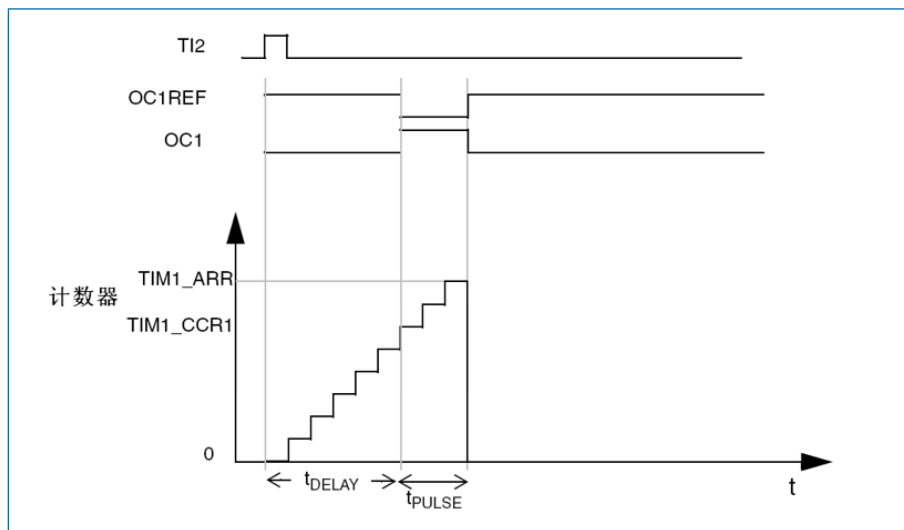 TI2
OC1REF
OC1
TIM1_ARR
计数器
TIM1_CCR1
0
tDELAY
tPULSE
t